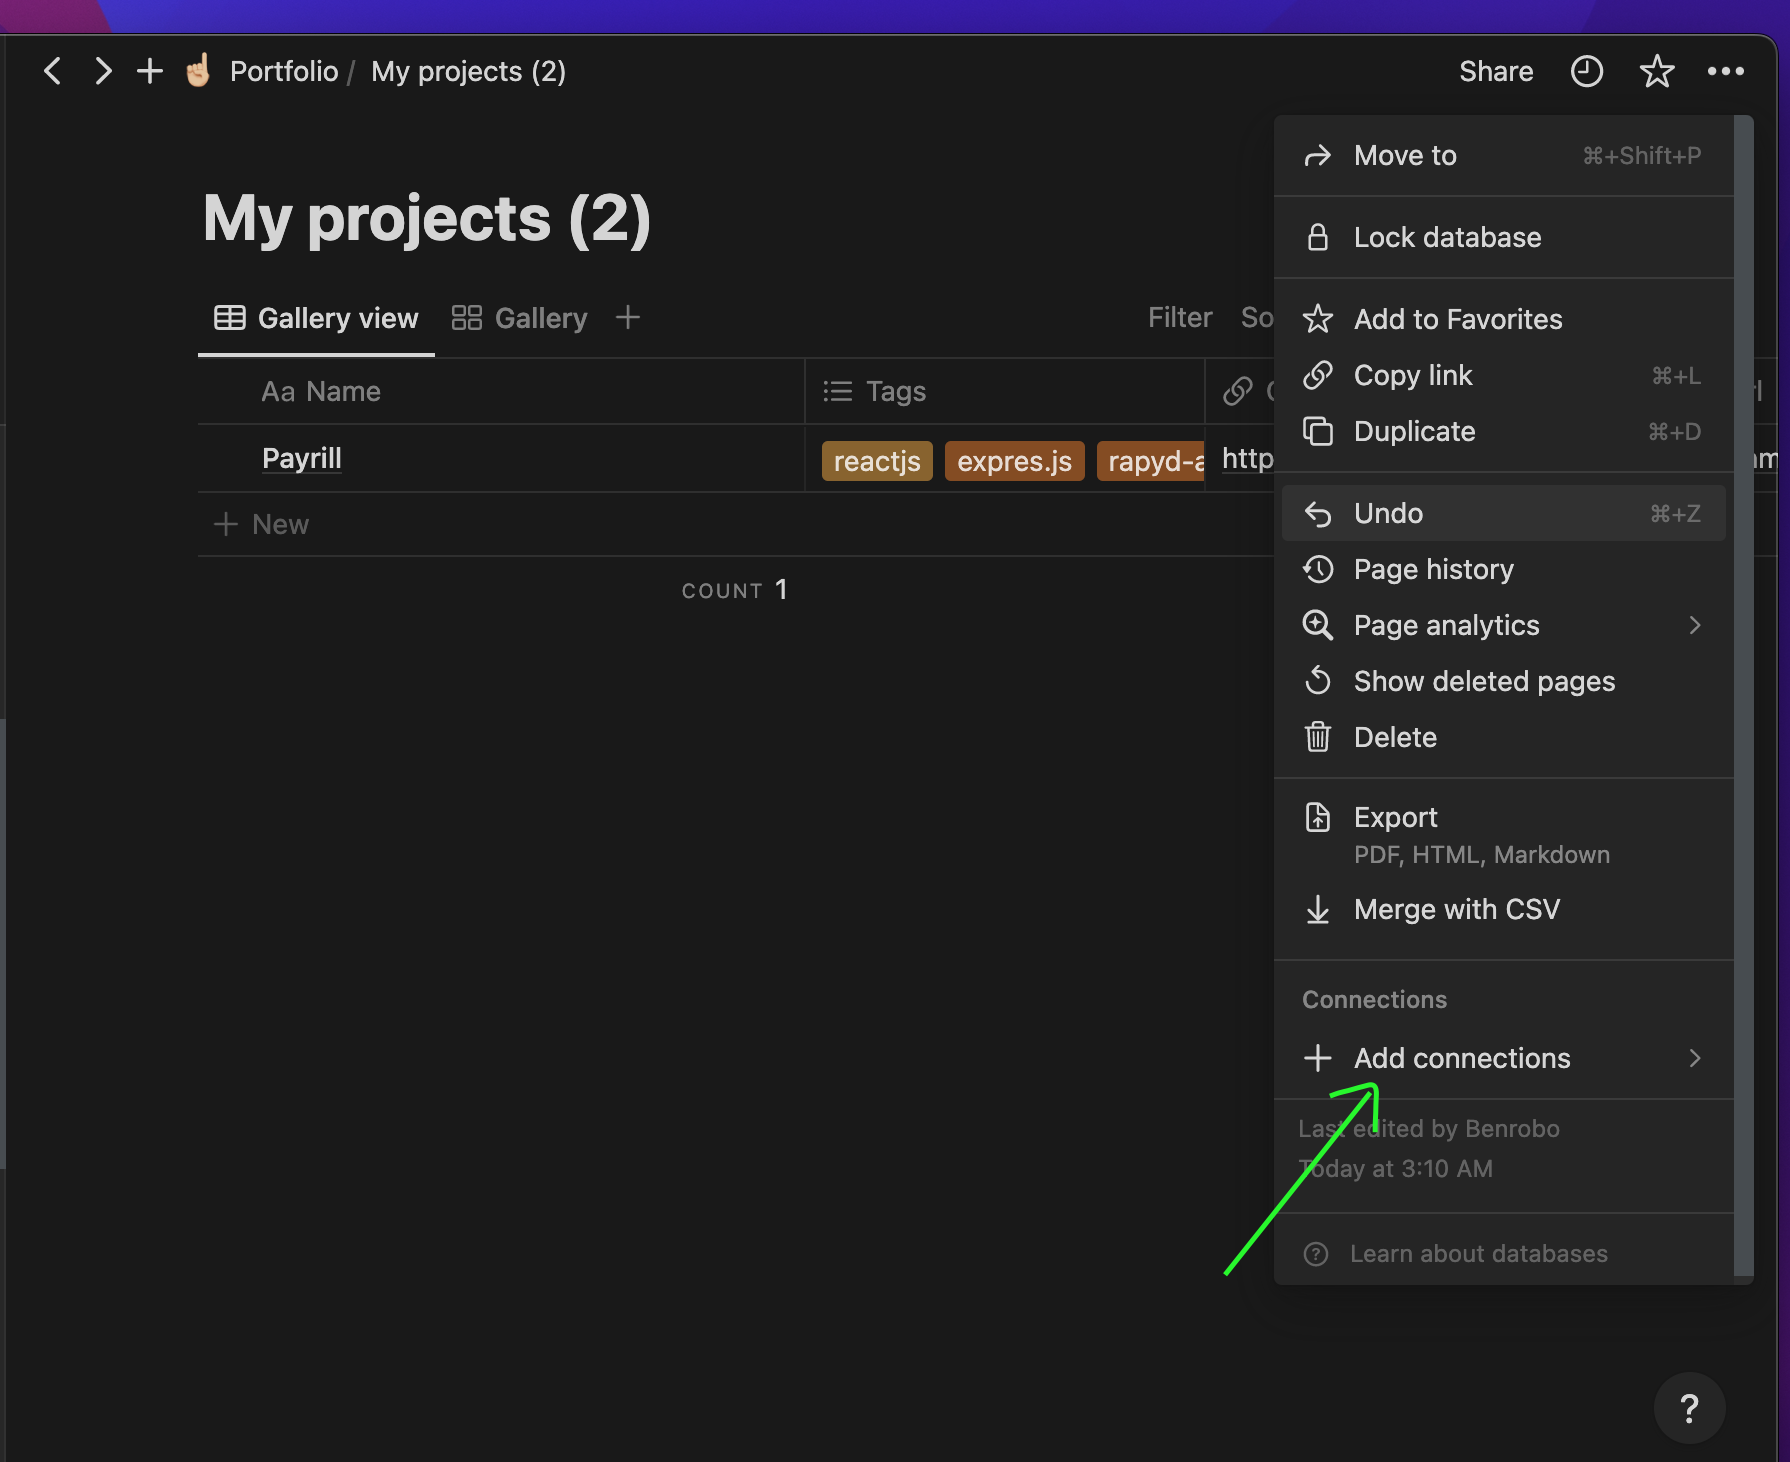 Portfolio / My projects (2)
Share
My projects (2)
Gallery view
Gallery
Filter
Aa Name
Tags
Payrill
reactjs
expres.js
New
COUNT 1
Move to
⌘+Shift+P
Lock database
Add to Favorites
Copy link
⌘+L
Duplicate
⌘+D
Undo
⌘+Z
Page history
Page analytics
Show deleted pages
Delete
Export
PDF, HTML, Markdown
Merge with CSV
Connections
Add connections
Last edited by Benrobo
Today at 3:10 AM
Learn about databases
?